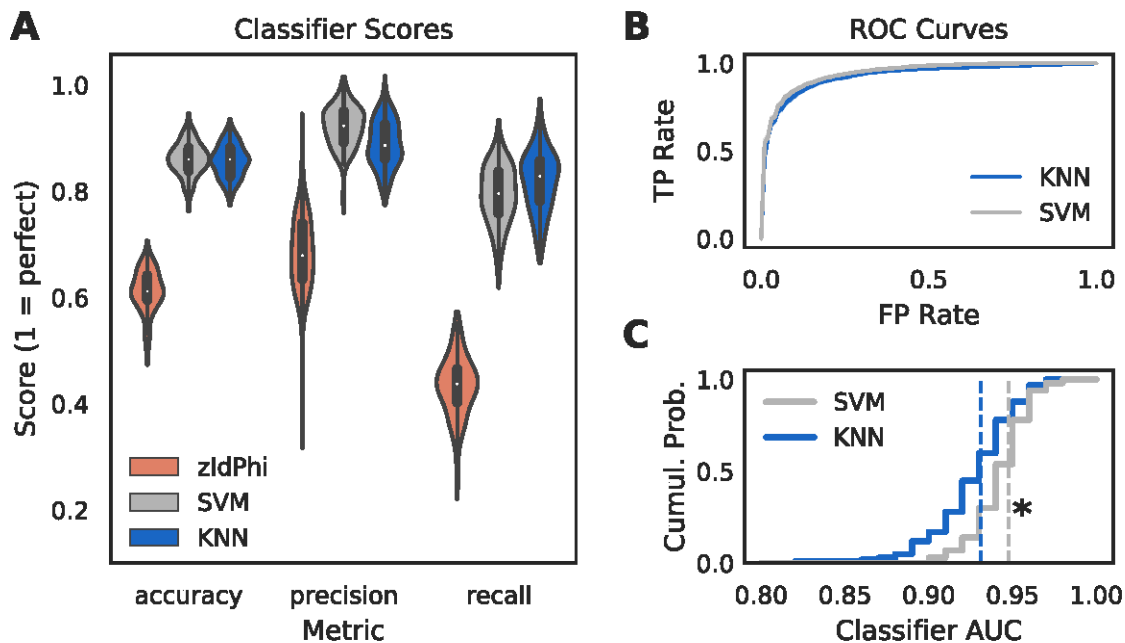 A
Classifier Scores
Score (1 = perfect)
1.0
0.8
0.6
0.4
0.2
zIdPhi
SVM
KNN
accuracy precision recall
Metric
B
ROC Curves
TP Rate
1.0
0.5
0.0
KNN
SVM
0.0 0.5 1.0
FP Rate
C
Cumul. Prob.
1.0
0.5
0.0
SVM
KNN
*
0.80 0.85 0.90 0.95 1.00
Classifier AUC